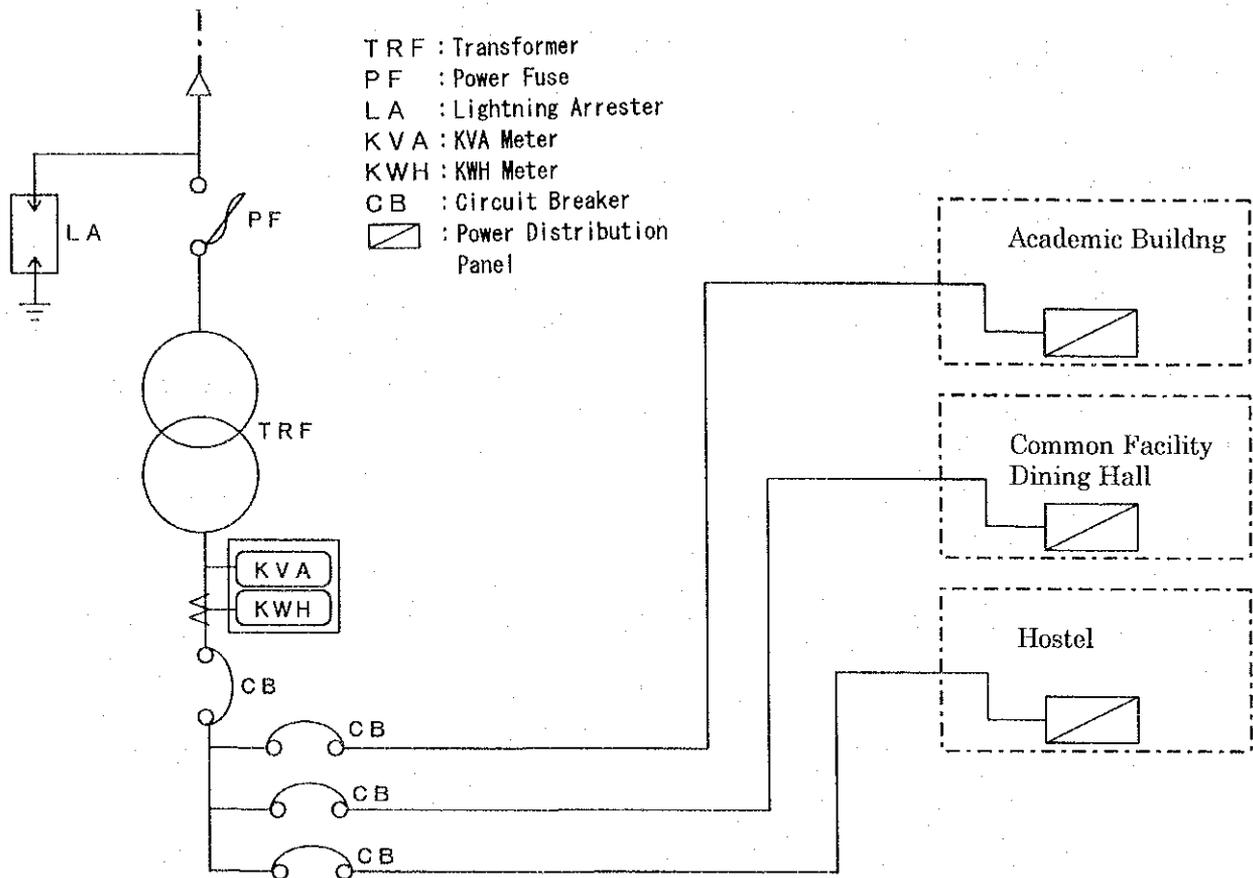 TRF : Transformer
PF : Power Fuse
LA : Lightning Arrester
KVA : KVA Meter
KWH : KWH Meter
CB : Circuit Breaker
: Power Distribution
Panel
LA
PF
TRF
KVA
KWH
CB
CB
CB
CB
Academic Buildng
Common Facility
Dining Hall
Hostel